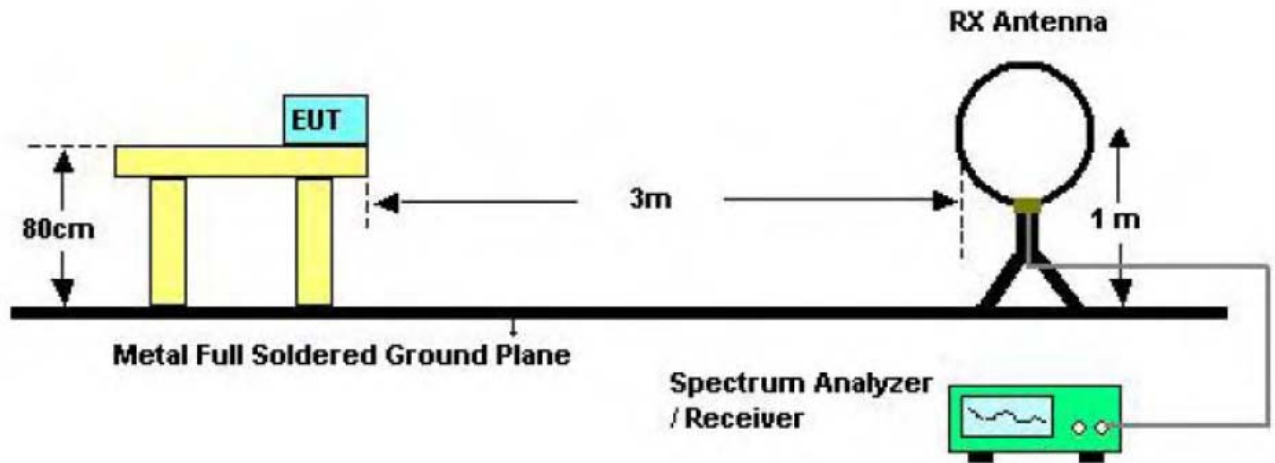 RX Antenna
EUT
80cm
3m
1 m
Metal Full Soldered Ground Plane
Spectrum Analyzer
/ Receiver